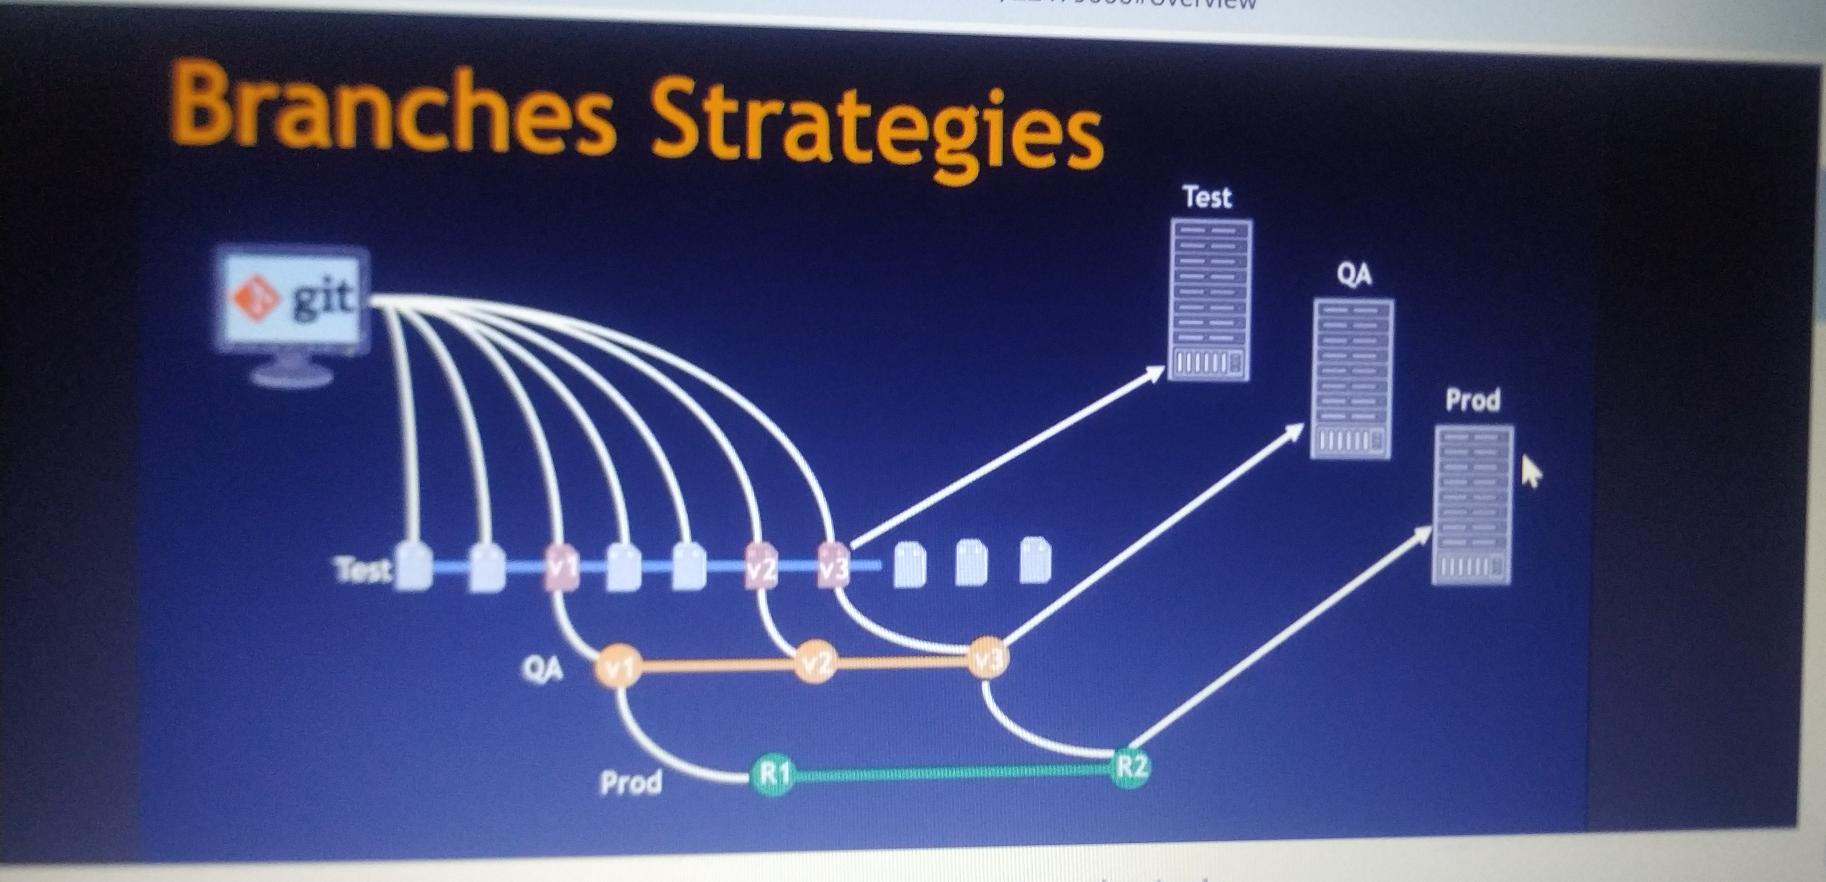 Branches Strategies
Test
QA
git
Prod
Test
v1
v2
v3
QA
v1
v2
v3
Prod
R1
R2